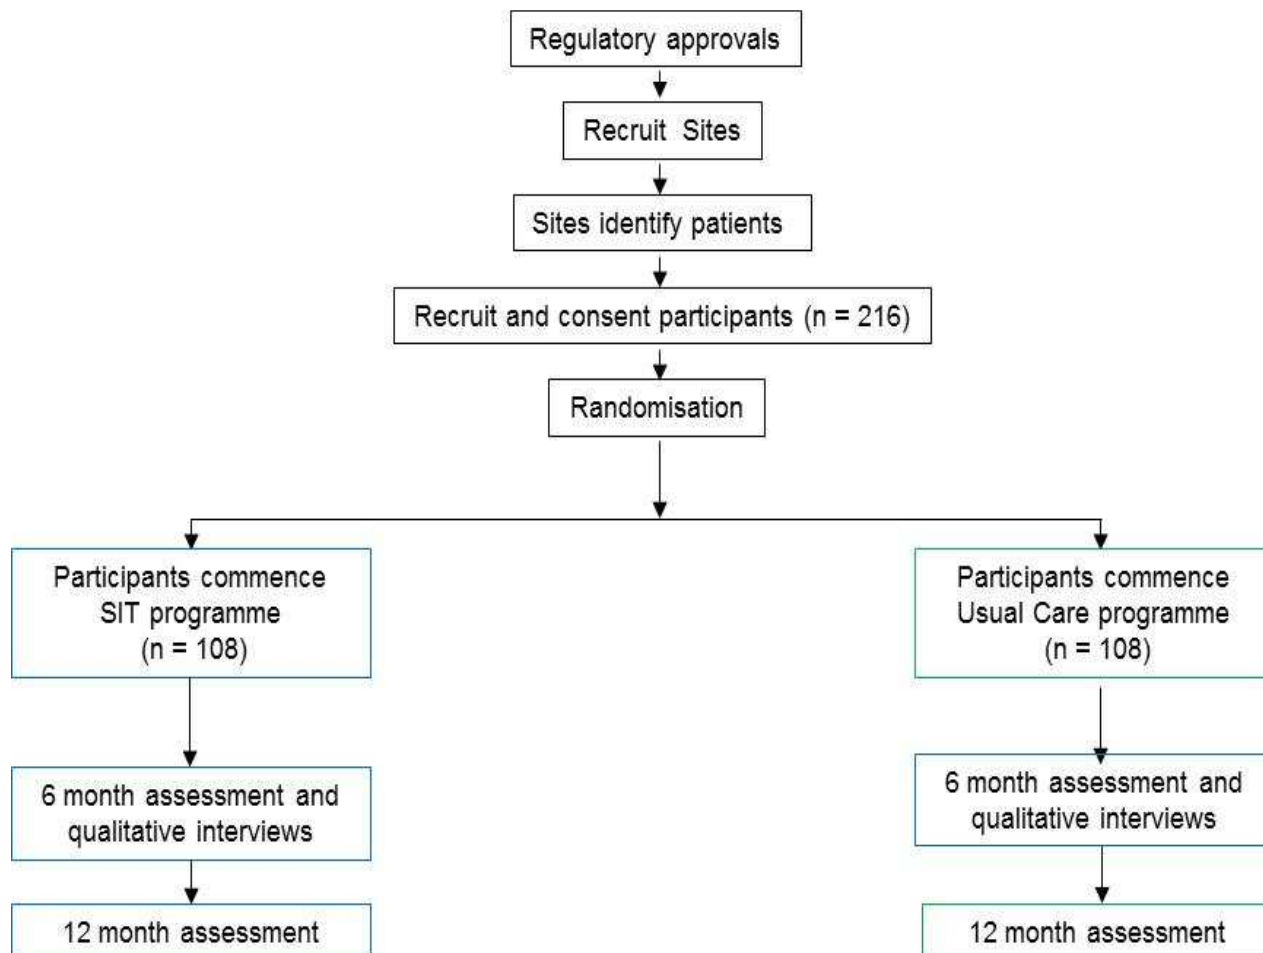 Regulatory approvals
Recruit Sites
Sites identify patients
Recruit and consent participants (n = 216)
Randomisation
Participants commence
SIT programme
(n = 108)
Participants commence
Usual Care programme
(n = 108)
6 month assessment and
qualitative interviews
6 month assessment and
qualitative interviews
12 month assessment
12 month assessment